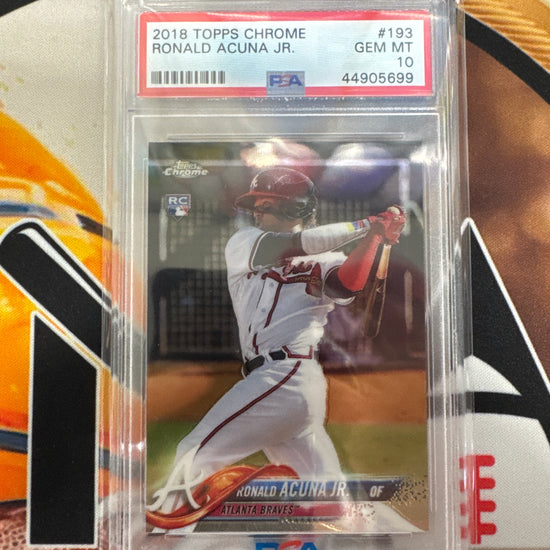 2018 TOPPS CHROME #193
RONALD ACUNA JR. GEM MT
10
PSA 44905699
Topps
Chrome
RC
A
RONALD ACUNA JR. OF
ATLANTA BRAVES
PSA